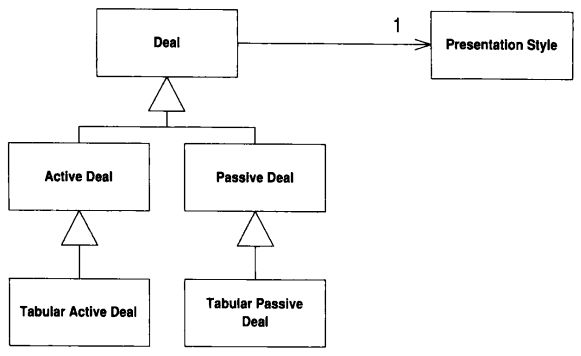 Deal
1
Presentation Style
Active Deal
Passive Deal
Tabular Active Deal
Tabular Passive
Deal